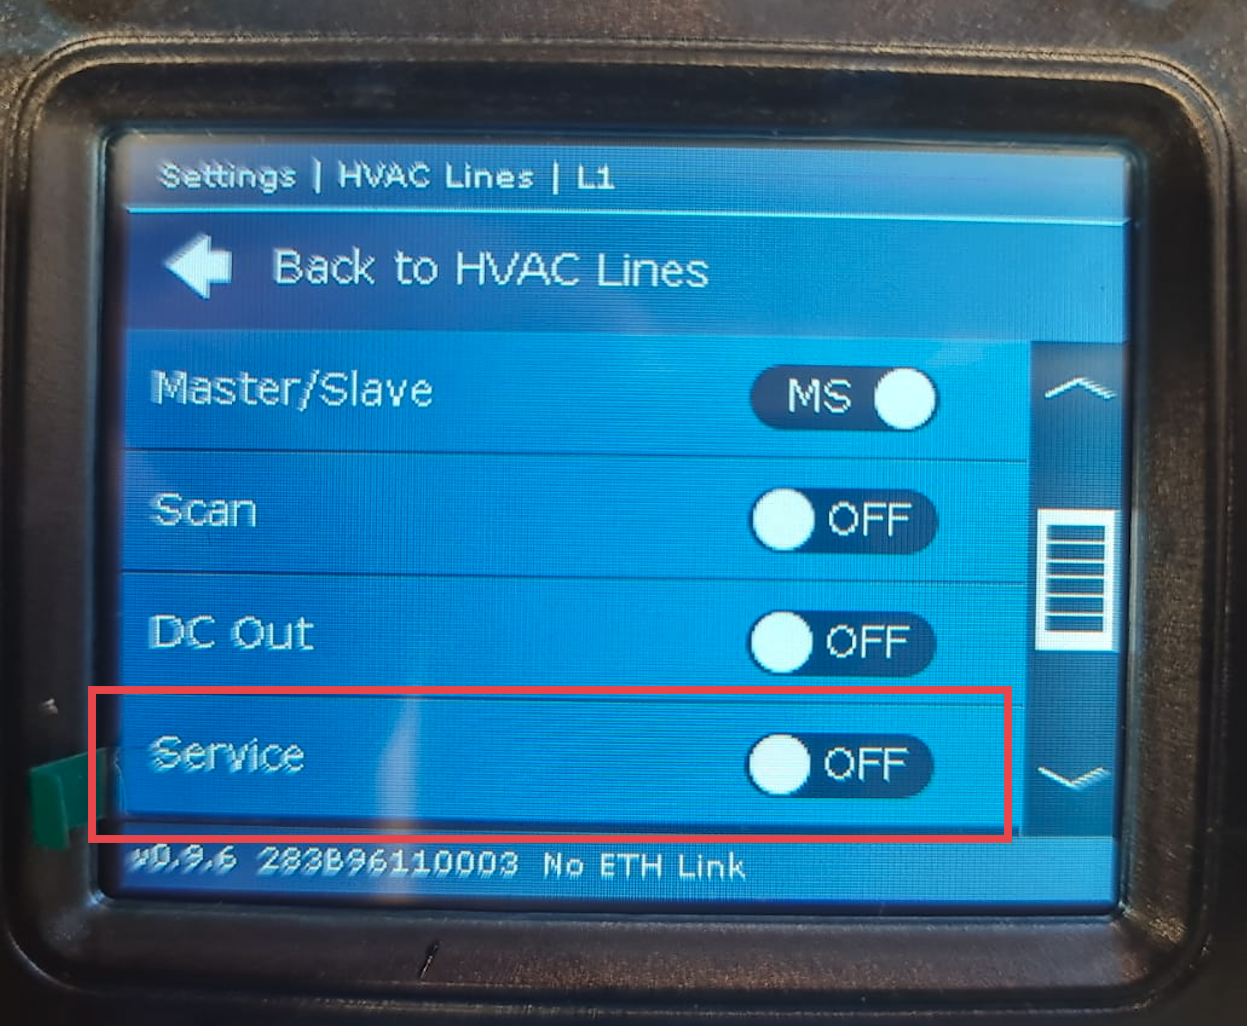 Settings | HVAC Lines | L1
Back to HVAC Lines
Master/Slave MS
Scan OFF
DC Out OFF
Service OFF
v0.9.6 283B96110003 No ETH Link